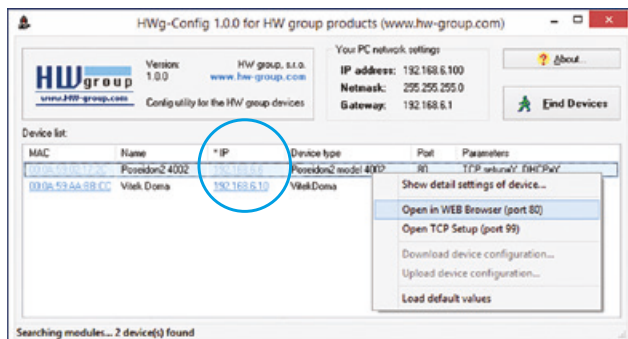 HWg-Config 1.0.0 for HW group products (www.hw-group.com)
HWgroup
www.HW-group.com
Version:
1.0.0
HW group, s.r.o.
www.hw-group.com
Config utility for the HW group devices
Your PC network settings
IP address: 192.168.6.100
Netmask: 255.255.255.0
Gateway: 192.168.6.1
? About...
Find Devices
Device list:
MAC Name * IP Device type Port Parameters
Poseidon2 4002 Poseidon2 model 4002 80
00:0A:59:AA:BB:CC Vitek Doma 192.168.6.10 VitekDoma
Show detail settings of device...
Open in WEB Browser (port 80)
Open TCP Setup (port 99)
Download device configuration...
Upload device configuration...
Load default values
Searching modules... 2 device(s) found